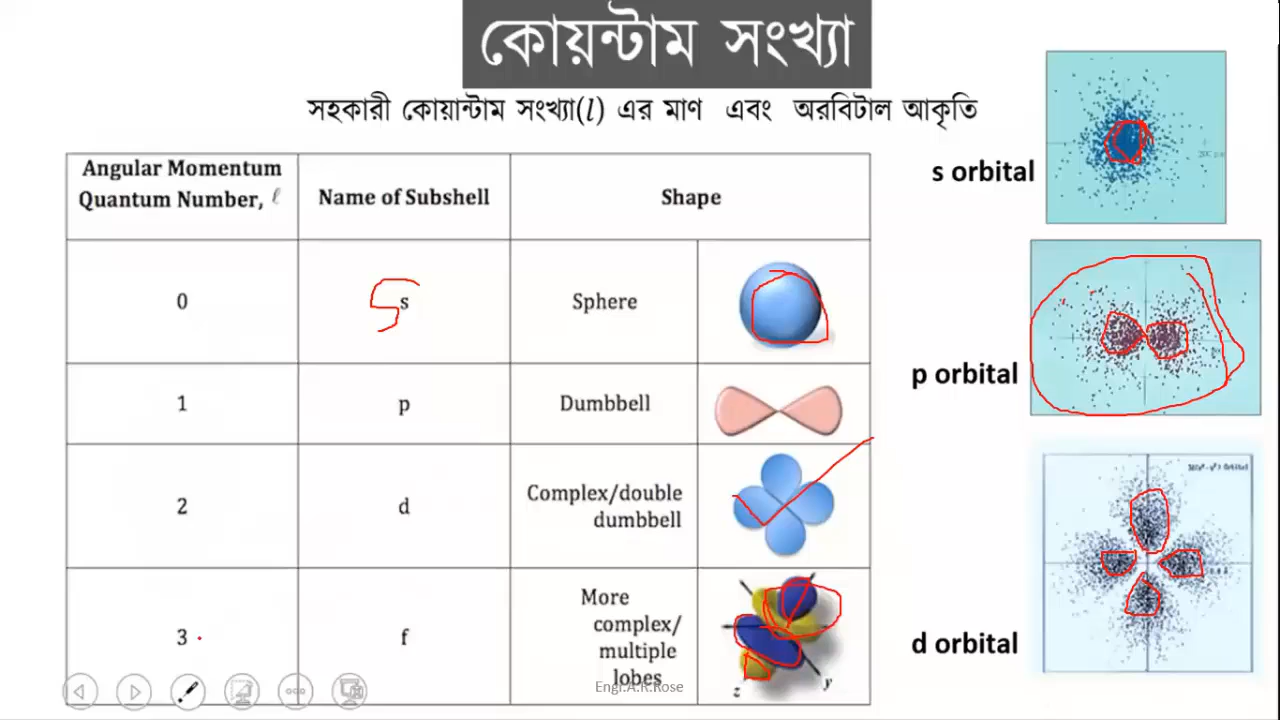 কোয়ন্টাম সংখ্যা
সহকারী কোয়ান্টাম সংখ্যা(l) এর মাণ এবং অরবিটাল আকৃতি
Angular Momentum
Quantum Number, ℓ
Name of Subshell
Shape
0
s
Sphere
1
p
Dumbbell
2
d
Complex/double
dumbbell
3
f
More
complex/
multiple
lobes
z
y
s orbital
p orbital
d orbital
Engi.A.R.Rose